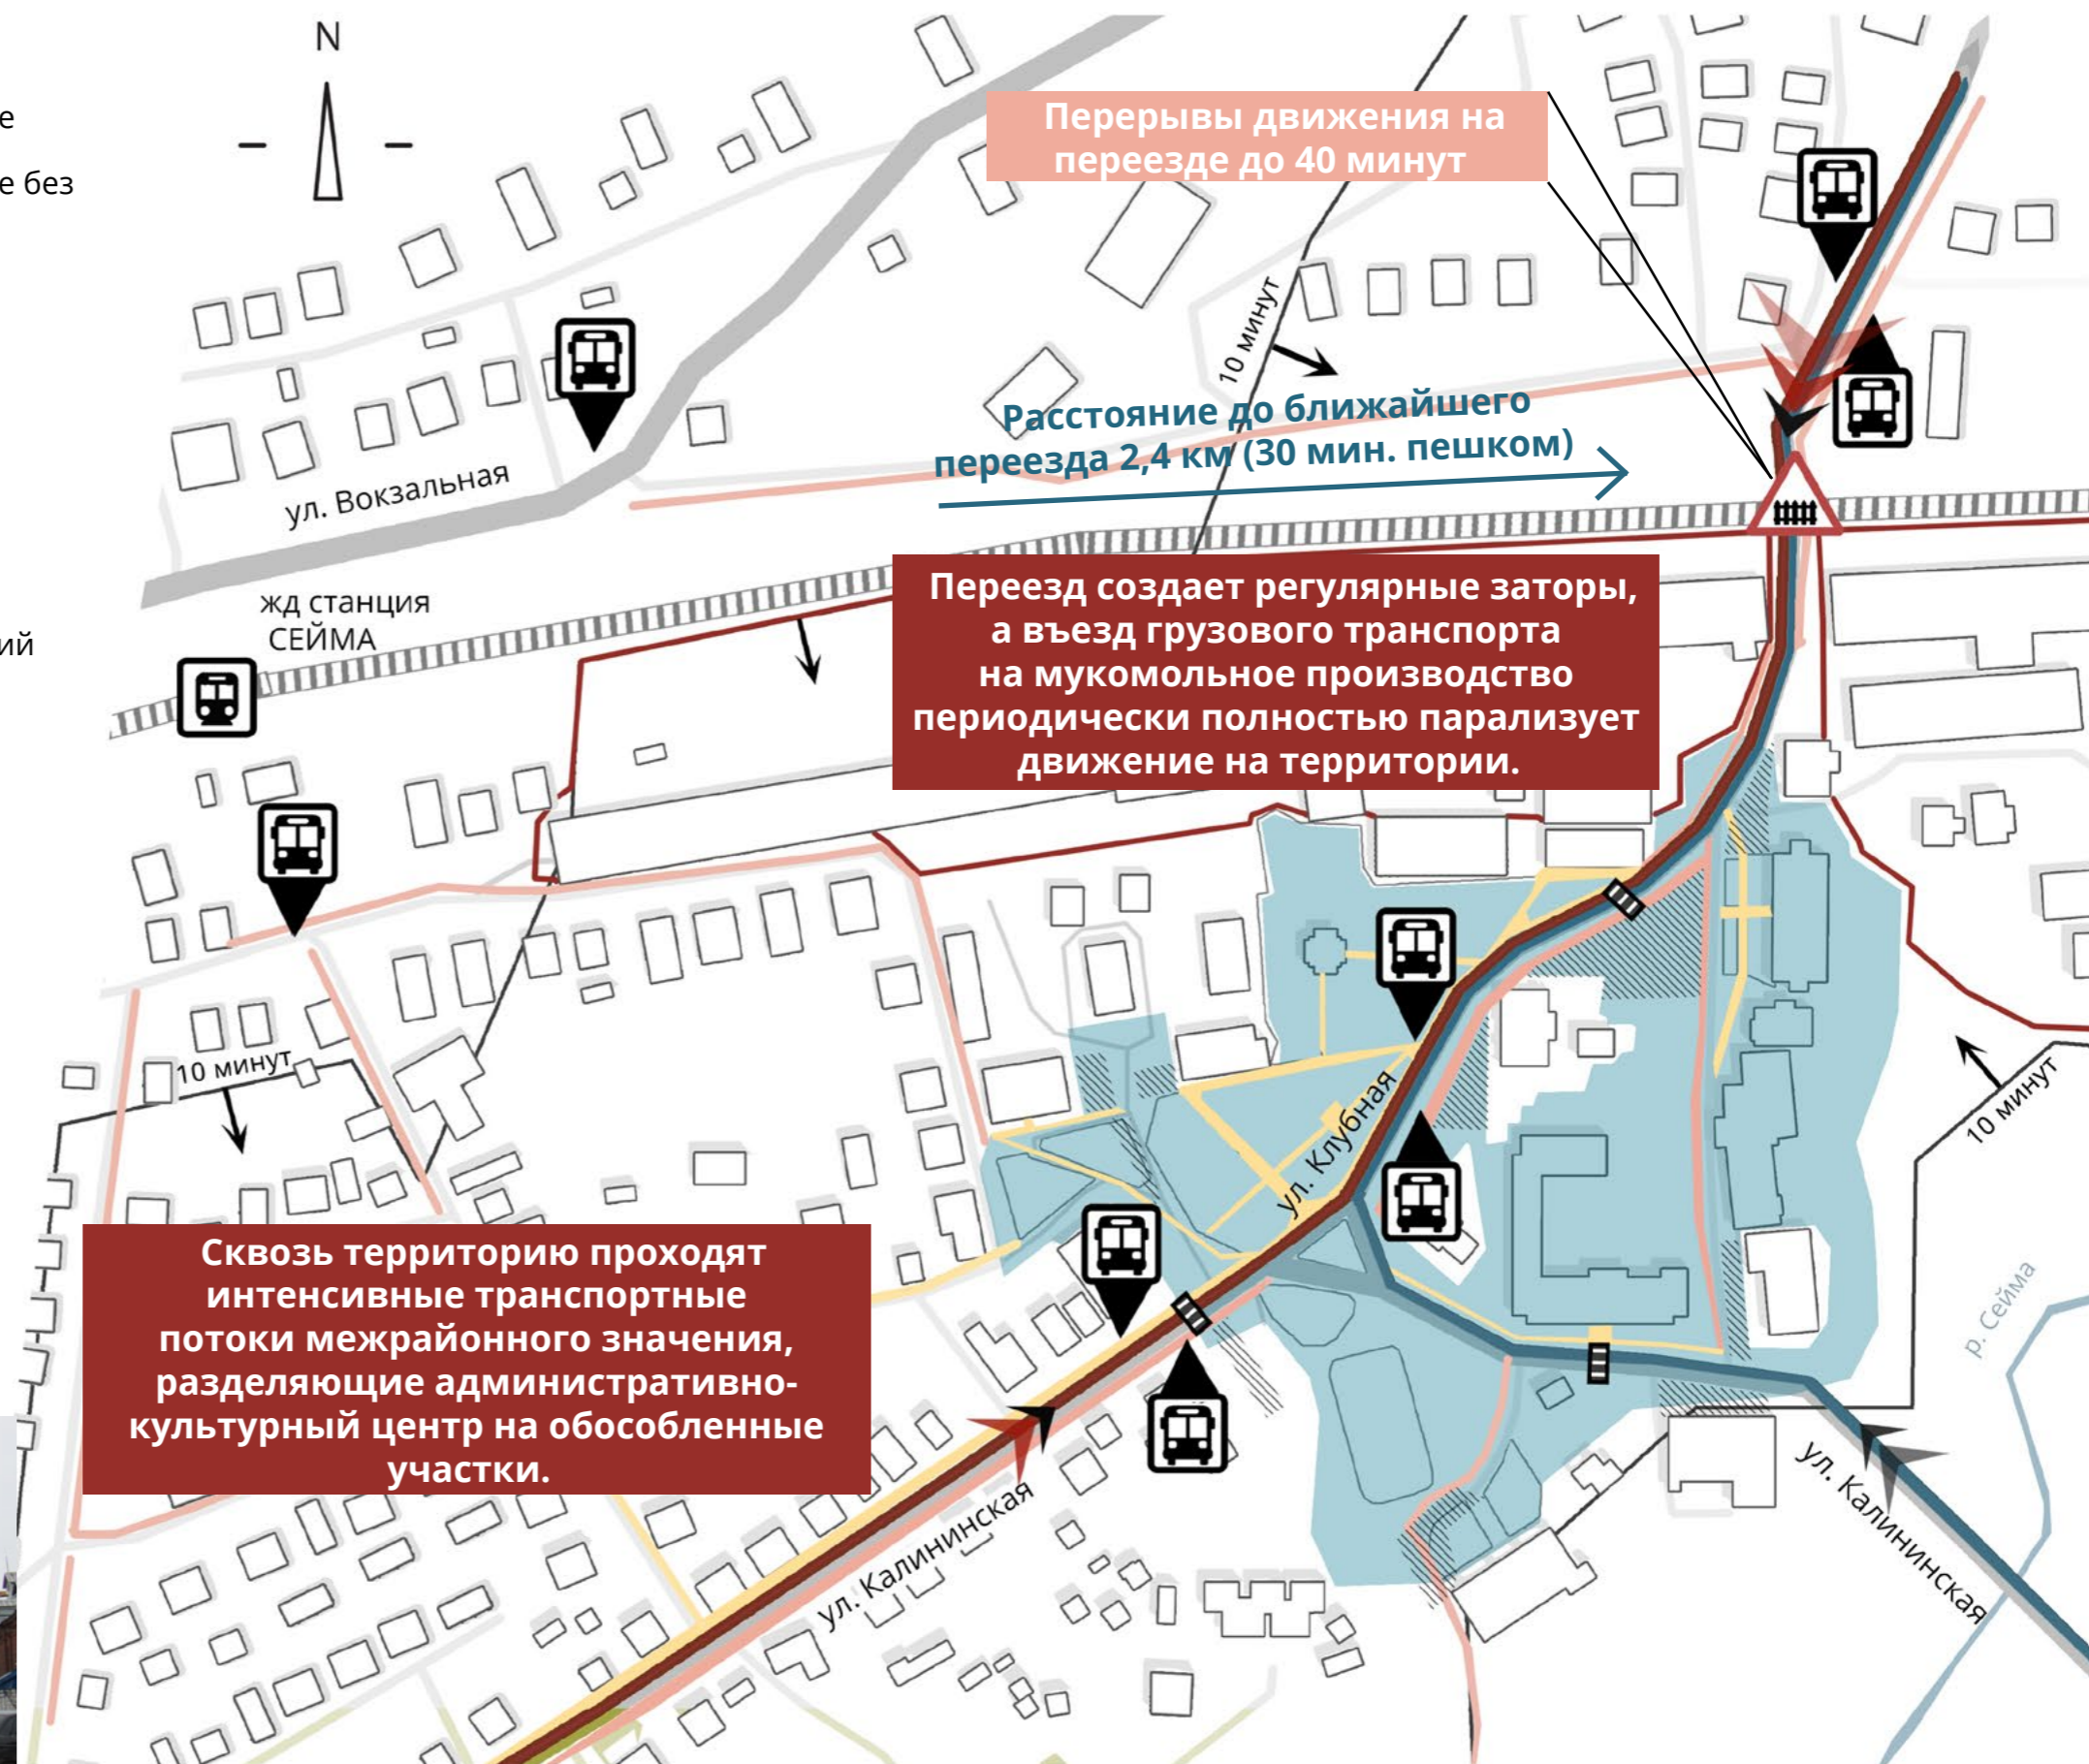 N
е
е без
ий
Перерывы движения на
переезде до 40 минут
10 минут
Расстояние до ближайшего
переезда 2,4 км (30 мин. пешком)
ул. Вокзальная
жд станция
СЕЙМА
Переезд создает регулярные заторы,
а въезд грузового транспорта
на мукомольное производство
периодически полностью парализует
движение на территории.
10 минут
10 минут
ул. Клубная
Сквозь территорию проходят
интенсивные транспортные
потоки межрайонного значения,
разделяющие административно-
культурный центр на обособленные
участки.
р. Сейма
ул. Калининская
ул. Калининская